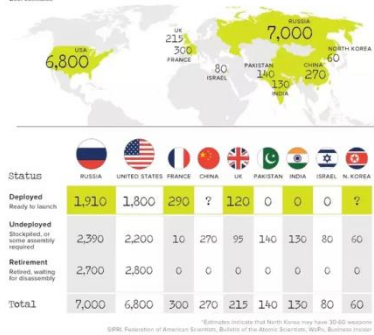 RUSSIA
7,000
UK
215
USA
6,800
300
FRANCE
NORTH KOREA
60
80
ISRAEL
PAKISTAN
140
CHINA
270
130
INDIA
Status
RUSSIA UNITED STATES FRANCE CHINA UK PAKISTAN INDIA ISRAEL N. KOREA
Deployed
Ready to launch
1,910 1,800 290 ? 120 0 0 0 ?
Undeployed
Stockpiled, or
some assembly
required
2,390 2,200 10 270 95 140 130 80 60
Retirement
Retired, waiting
for disassembly
2,700 2,800 0 0 0 0 0 0 0
Total 7,000 6,800 300 270 215 140 130 80 60
*Estimates indicate that North Korea may have 30-60 weapons
SIPRI, Federation of American Scientists, Bulletin of the Atomic Scientists, WoPo, Business Insider